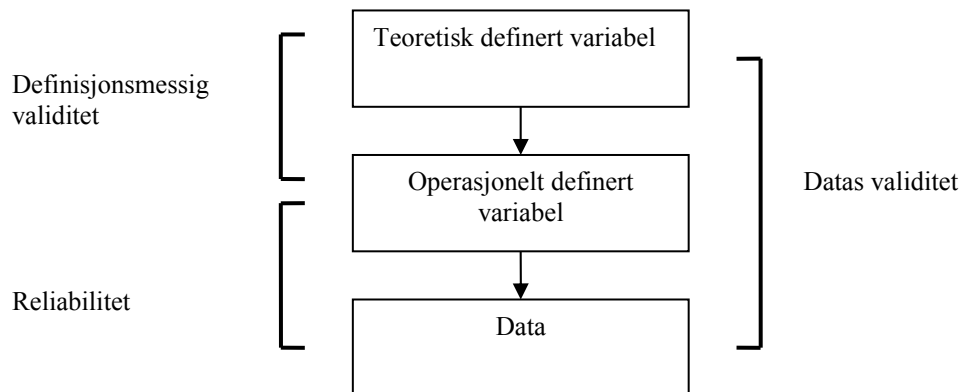 Teoretisk definert variabel
Definisjonsmessig
validitet
Operasjonelt definert
variabel
Datas validitet
Reliabilitet
Data